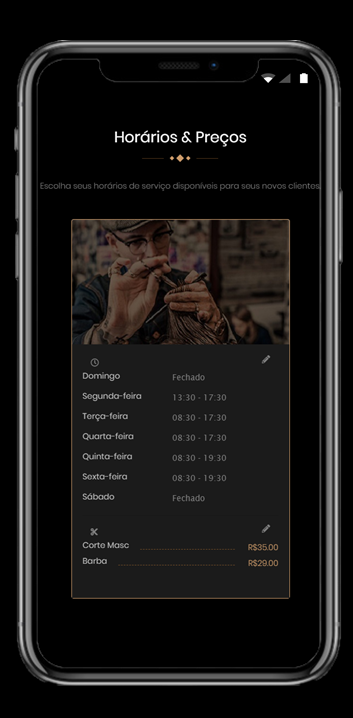 Horários & Preços
Escolha seus horários de serviço disponíveis para seus novos clientes
Domingo Fechado
Segunda-feira 13:30 - 17:30
Terça-feira 08:30 - 17:30
Quarta-feira 08:30 - 17:30
Quinta-feira 08:30 - 19:30
Sexta-feira 08:30 - 19:30
Sábado Fechado
Corte Masc R$35.00
Barba R$29.00